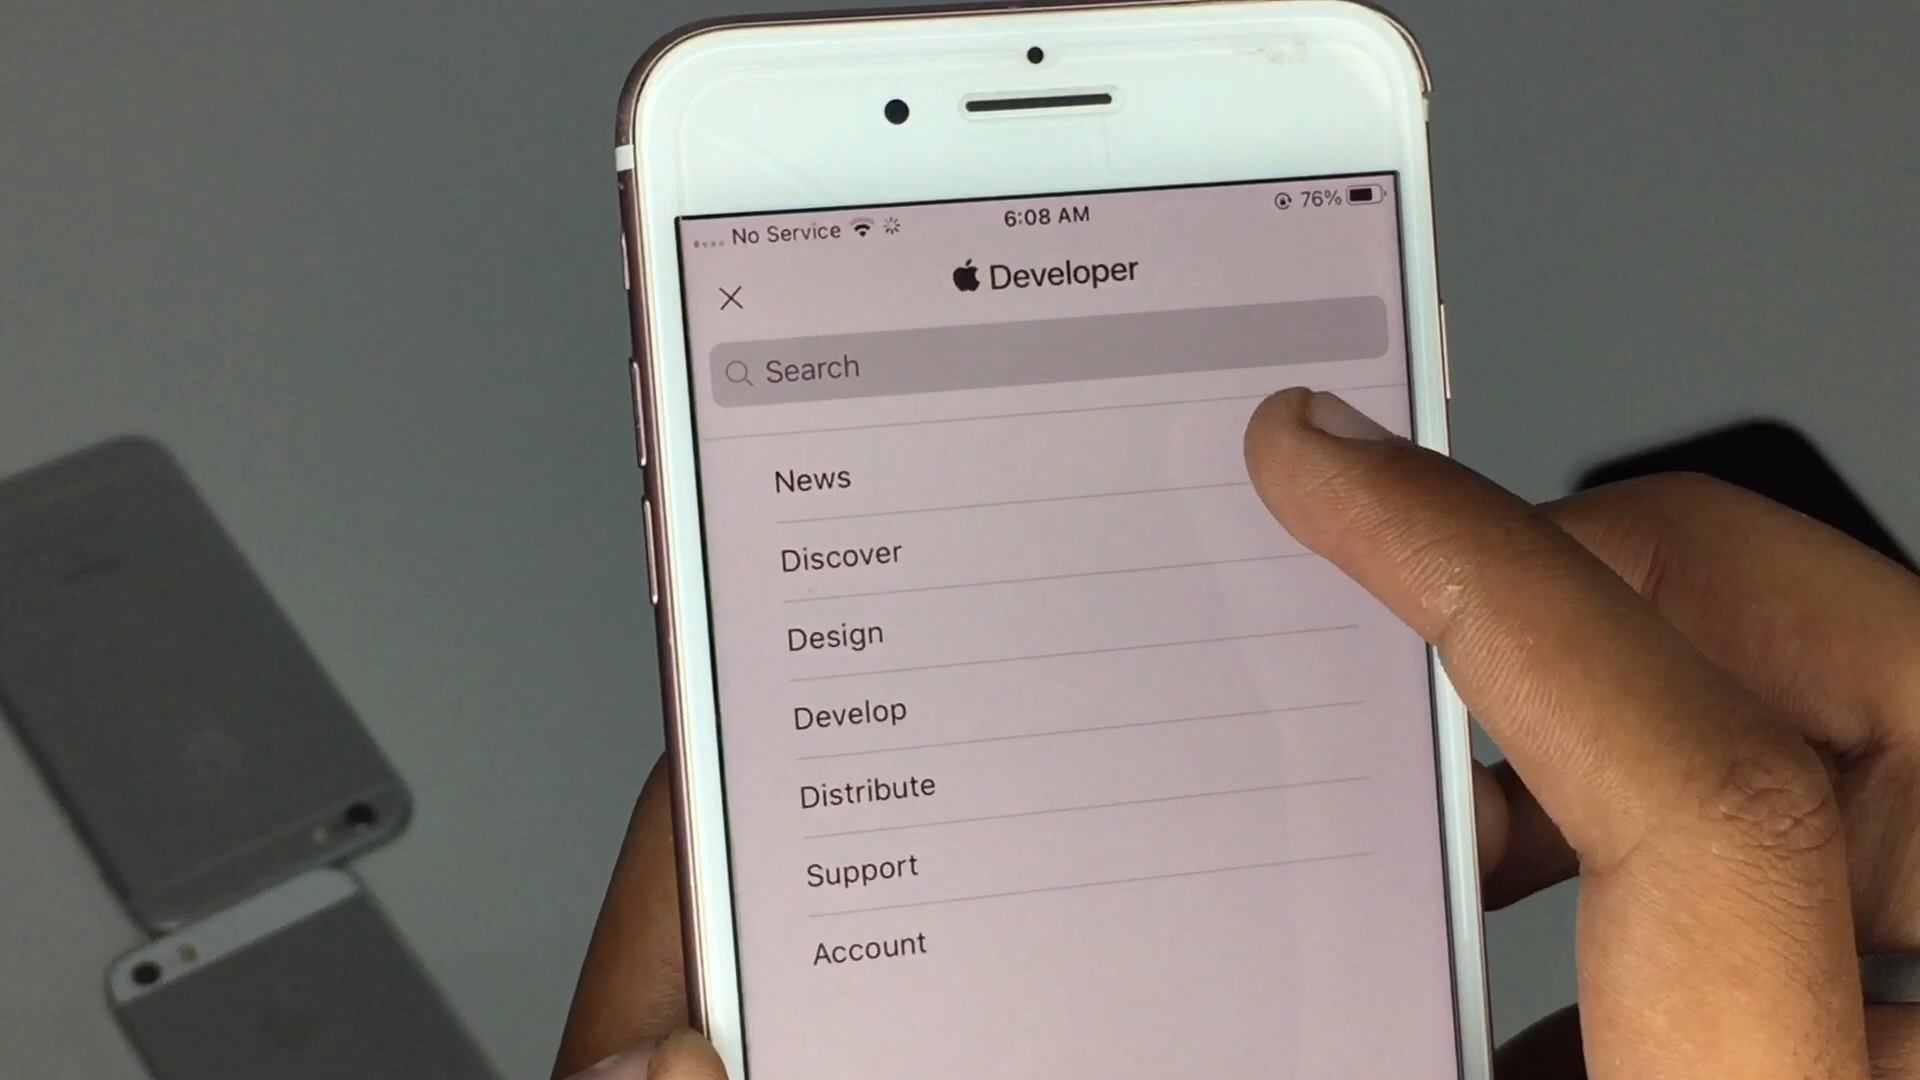 No Service 6:08 AM 76%
Developer
Search
News
Discover
Design
Develop
Distribute
Support
Account